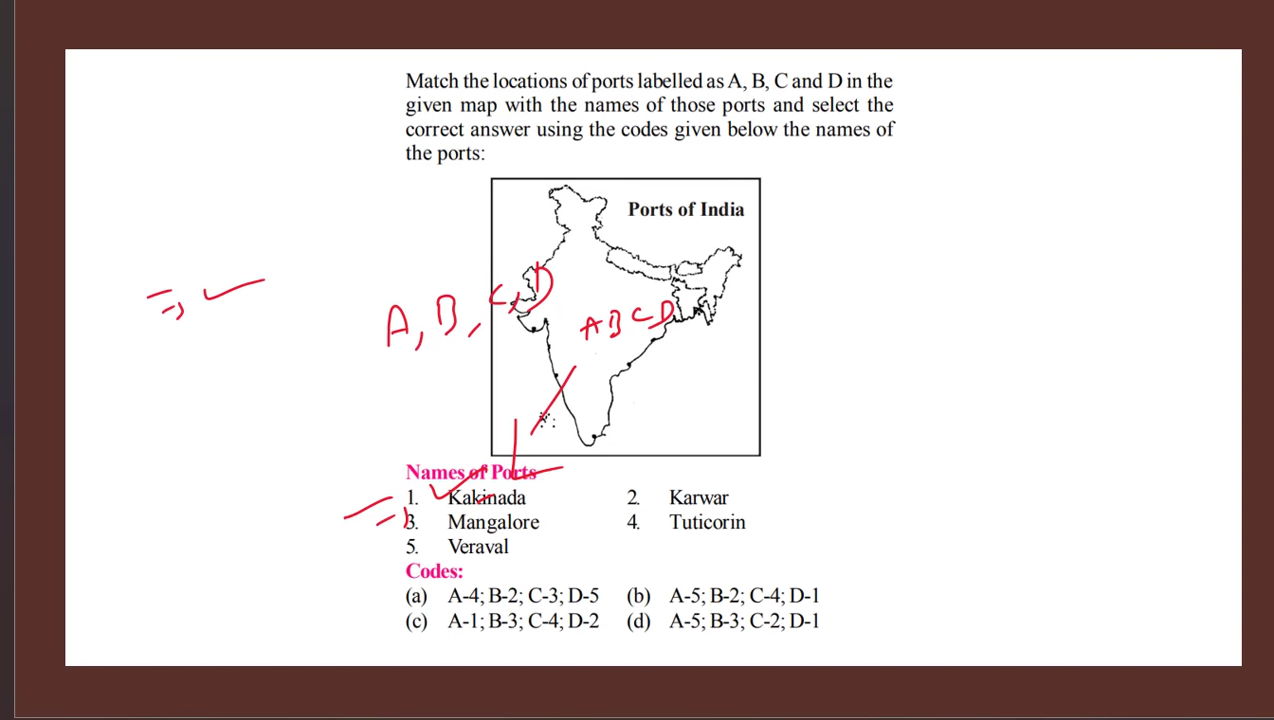 Match the locations of ports labelled as A, B, C and D in the
given map with the names of those ports and select the
correct answer using the codes given below the names of
the ports:
Ports of India
A, B, C, D
A B C D
Names of Ports
1. Kakinada 2. Karwar
3. Mangalore 4. Tuticorin
5. Veraval
Codes:
(a) A-4; B-2; C-3; D-5 (b) A-5; B-2; C-4; D-1
(c) A-1; B-3; C-4; D-2 (d) A-5; B-3; C-2; D-1